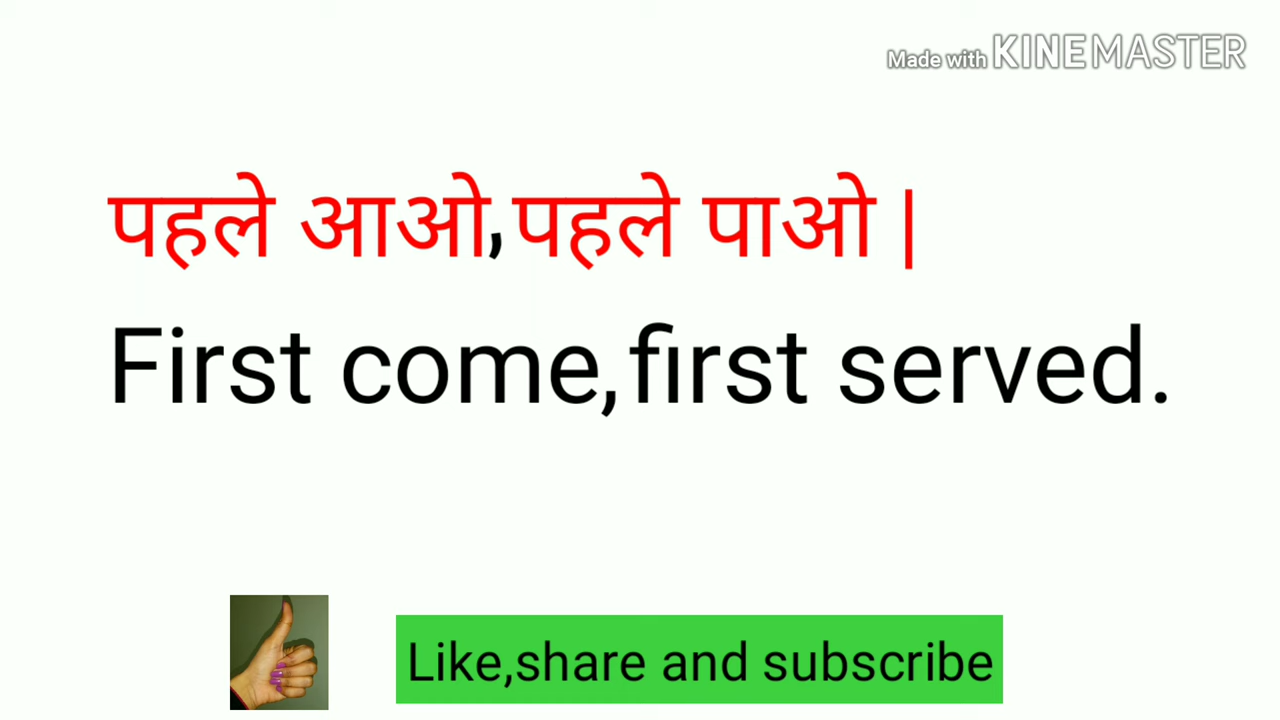 Made with KINEMASTER
पहले आओ,पहले पाओ |
First come,first served.
Like,share and subscribe